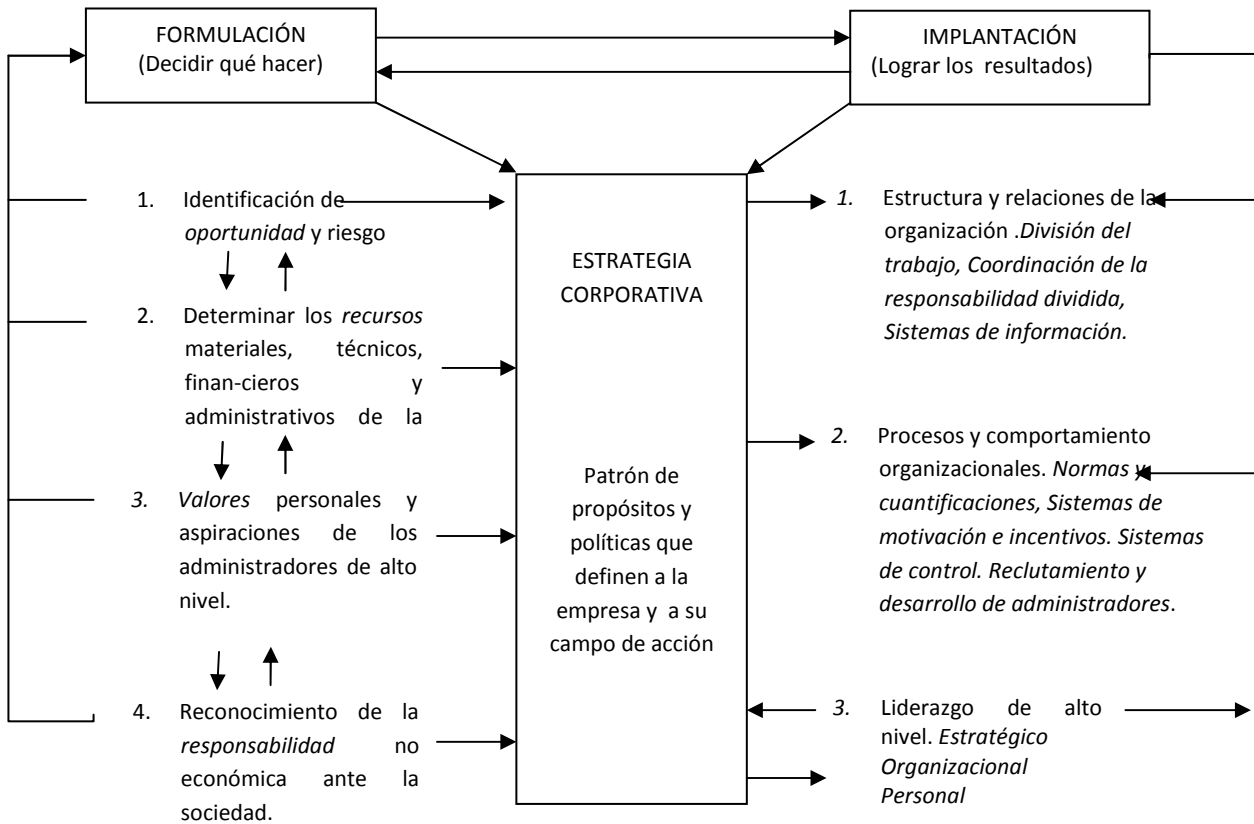 FORMULACIÓN
(Decidir qué hacer)
IMPLANTACIÓN
(Lograr los resultados)
1. Identificación de
oportunidad y riesgo
2. Determinar los recursos
materiales, técnicos,
finan-cieros y
administrativos de la
3. Valores personales y
aspiraciones de los
administradores de alto
nivel.
4. Reconocimiento de la
responsabilidad no
económica ante la
sociedad.
ESTRATEGIA
CORPORATIVA
Patrón de
propósitos y
políticas que
definen a la
empresa y a su
campo de acción
1. Estructura y relaciones de la
organización .División del
trabajo, Coordinación de la
responsabilidad dividida,
Sistemas de información.
2. Procesos y comportamiento
organizacionales. Normas y
cuantificaciones, Sistemas de
motivación e incentivos. Sistemas
de control. Reclutamiento y
desarrollo de administradores.
3. Liderazgo de alto
nivel. Estratégico
Organizacional
Personal